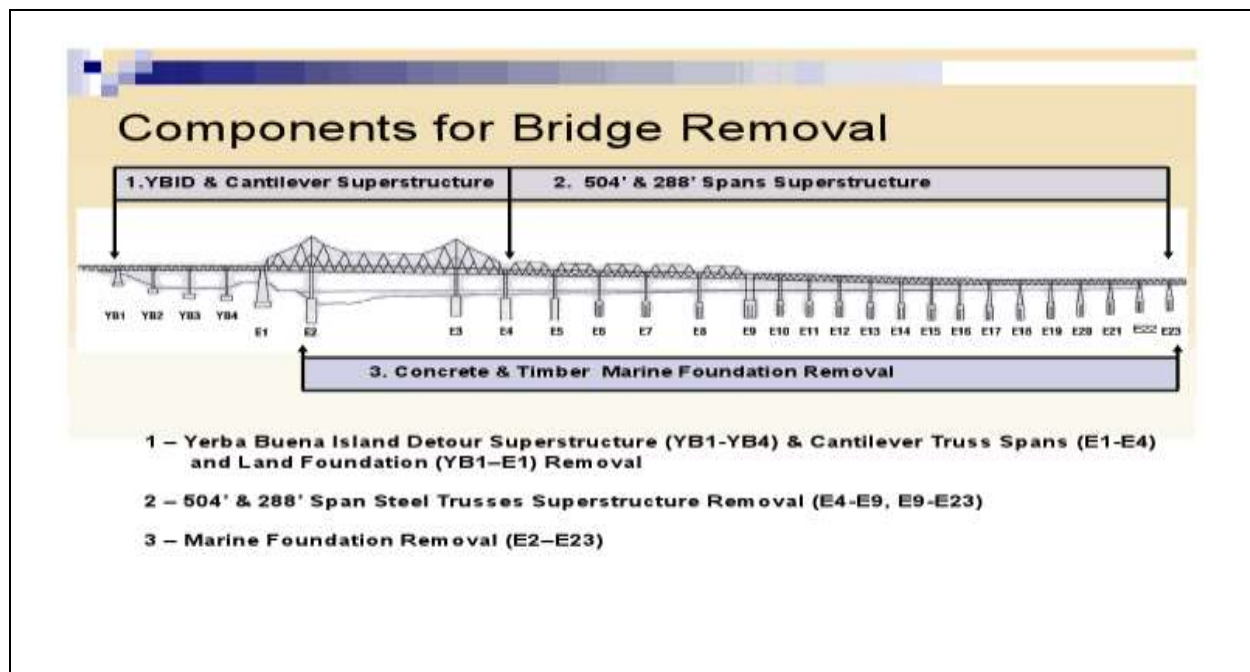 Components for Bridge Removal
1.YBID & Cantilever Superstructure
2. 504' & 288' Spans Superstructure
YB1 YB2 YB3 YB4 E1 E2 E3 E4 E5 E6 E7 E8 E9 E10 E11 E12 E13 E14 E15 E16 E17 E18 E19 E20 E21 E23
3. Concrete & Timber Marine Foundation Removal
1 – Yerba Buena Island Detour Superstructure (YB1-YB4) & Cantilever Truss Spans (E1-E4)
and Land Foundation (YB1–E1) Removal
2 – 504' & 288' Span Steel Trusses Superstructure Removal (E4-E9, E9-E23)
3 – Marine Foundation Removal (E2–E23)